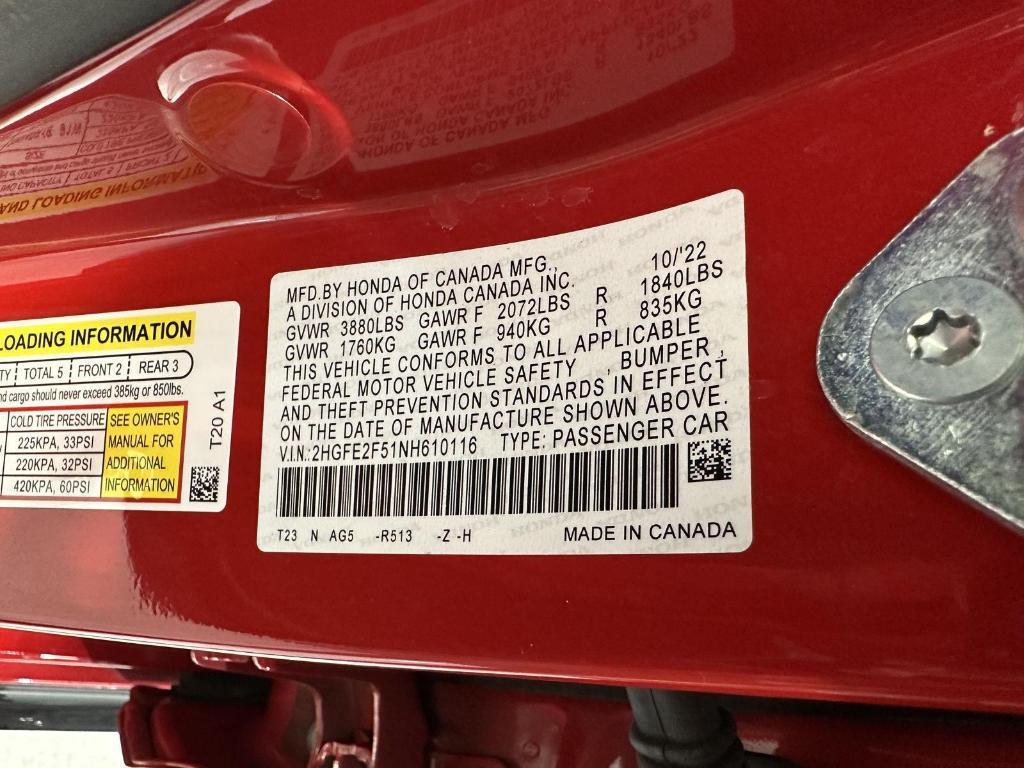 LOADING INFORMATION
TOTAL 5 FRONT 2 REAR 3
and cargo should never exceed 385kg or 850lbs.
COLD TIRE PRESSURE
225KPA, 33PSI
220KPA, 32PSI
420KPA, 60PSI
SEE OWNER'S
MANUAL FOR
ADDITIONAL
INFORMATION
T20 A1
MFD.BY HONDA OF CANADA MFG., 10/'22
A DIVISION OF HONDA CANADA INC.
GVWR 3880LBS GAWR F 2072LBS R 1840LBS
GVWR 1760KG GAWR F 940KG R 835KG
THIS VEHICLE CONFORMS TO ALL APPLICABLE
FEDERAL MOTOR VEHICLE SAFETY , BUMPER ,
AND THEFT PREVENTION STANDARDS IN EFFECT
ON THE DATE OF MANUFACTURE SHOWN ABOVE.
V.I.N.:2HGFE2F51NH610116 TYPE: PASSENGER CAR
T23 N AG5 -R513 -Z -H MADE IN CANADA